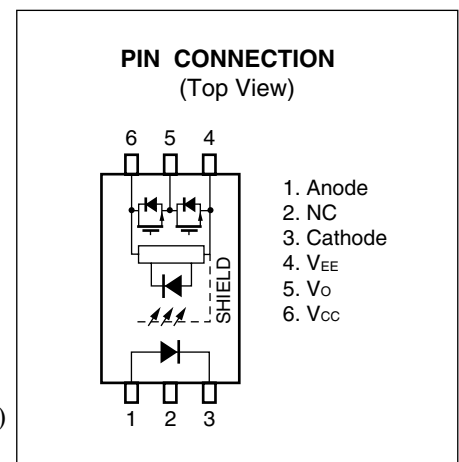 PIN CONNECTION
(Top View)
6 5 4
1. Anode
2. NC
3. Cathode
4. VEE
5. VO
6. VCC
SHIELD
1 2 3
)